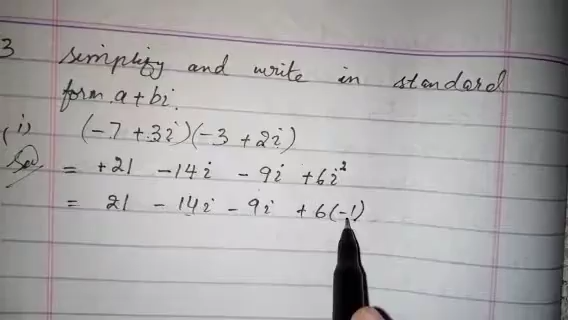 3 simplify and write in standard
form. a + bi.
(i) (-7 + 3i)(-3 + 2i)
Sol = +21 -14i - 9i + 6i²
= 21 - 14i - 9i + 6(-1)